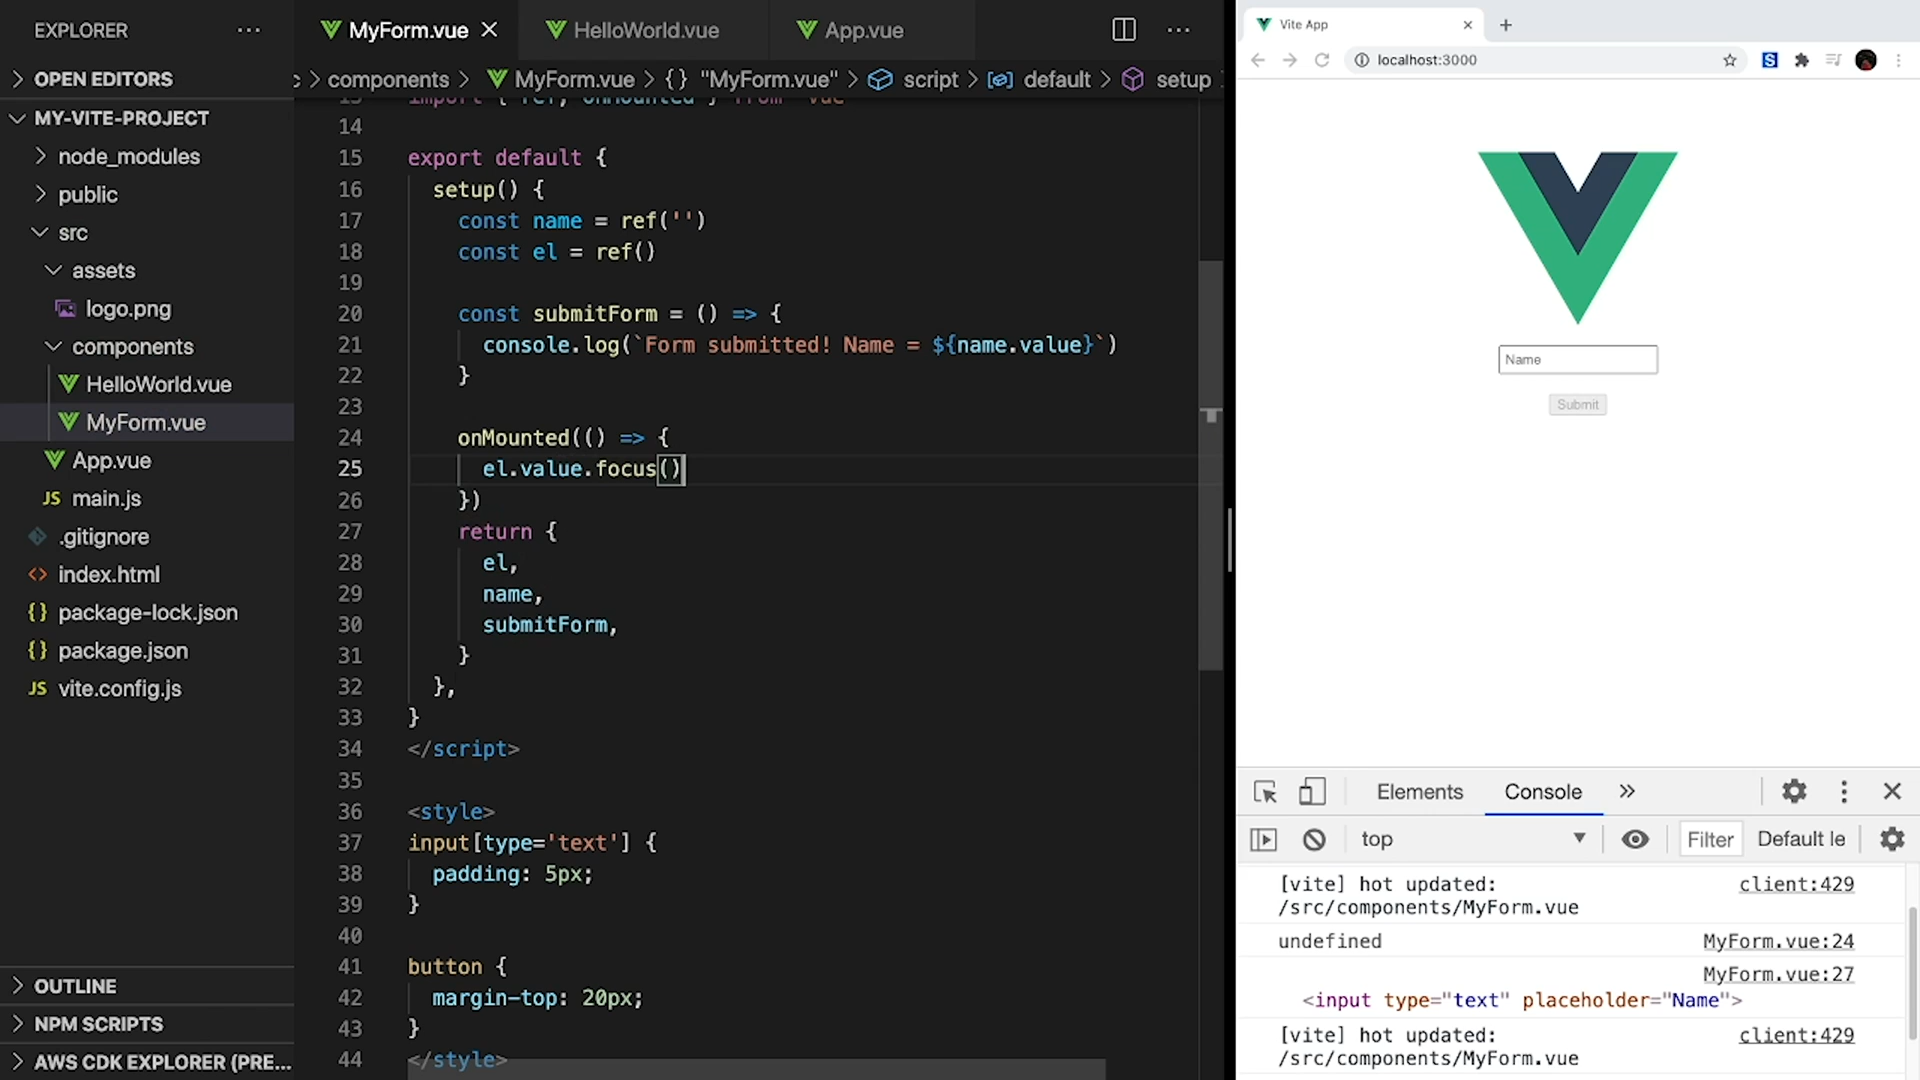 EXPLORER
OPEN EDITORS
MY-VITE-PROJECT
node_modules
public
src
assets
logo.png
components
HelloWorld.vue
MyForm.vue
App.vue
JS main.js
.gitignore
<> index.html
{} package-lock.json
{} package.json
JS vite.config.js
OUTLINE
NPM SCRIPTS
AWS CDK EXPLORER (PRE...
MyForm.vue
HelloWorld.vue
App.vue
components > MyForm.vue > {} "MyForm.vue" > script > default > setup
import { ref, onMounted } from 'vue'
14
15 export default {
16 setup() {
17 const name = ref('')
18 const el = ref()
19
20 const submitForm = () => {
21 console.log(`Form submitted! Name = ${name.value}`)
22 }
23
24 onMounted(() => {
25 el.value.focus()
26 })
27 return {
28 el,
29 name,
30 submitForm,
31 }
32 },
33 }
34 </script>
35
36 <style>
37 input[type='text'] {
38 padding: 5px;
39 }
40
41 button {
42 margin-top: 20px;
43 }
44 </style>
Vite App
localhost:3000
Name
Submit
Elements
Console
top
Filter
Default le
[vite] hot updated: client:429
/src/components/MyForm.vue
undefined MyForm.vue:24
MyForm.vue:27
<input type="text" placeholder="Name">
[vite] hot updated: client:429
/src/components/MyForm.vue